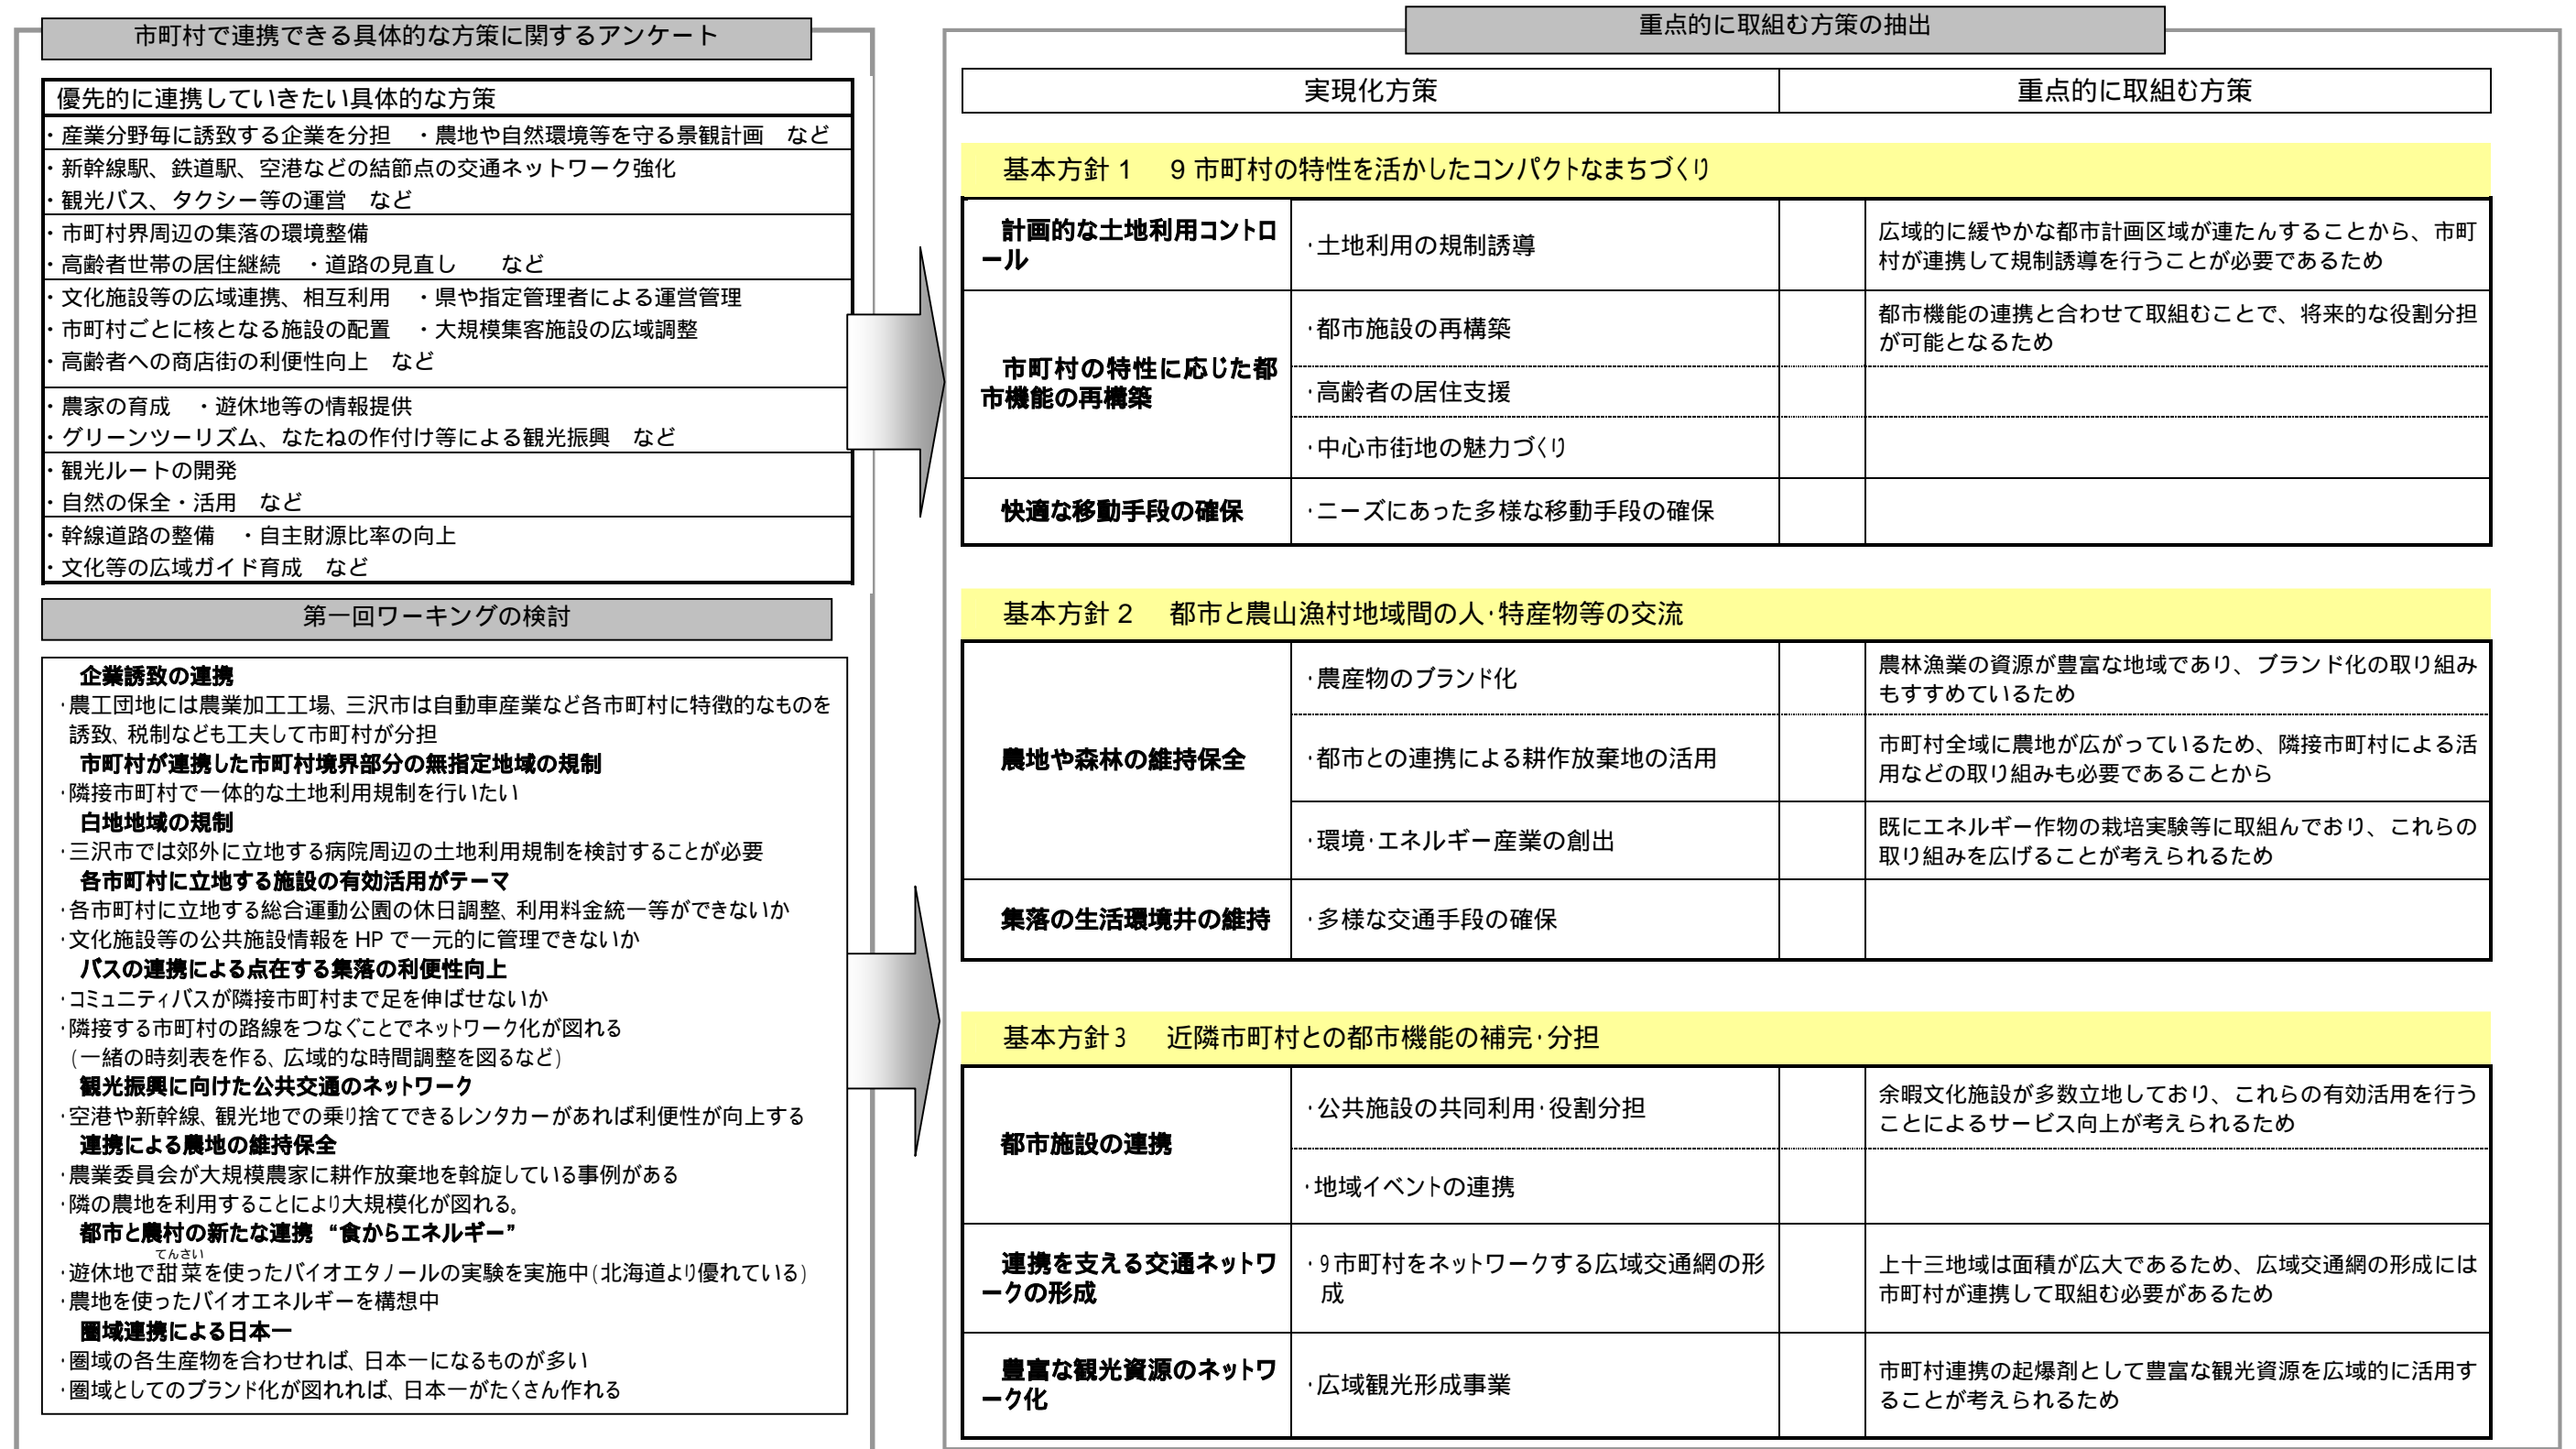 市町村で連携できる具体的な方策に関するアンケート
優先的に連携していきたい具体的な方策
・産業分野毎に誘致する企業を分担　・農地や自然環境等を守る景観計画　など
・新幹線駅、鉄道駅、空港などの結節点の交通ネットワーク強化
・観光バス、タクシー等の運営　など
・市町村界周辺の集落の環境整備
・高齢者世帯の居住継続　・道路の見直し　　など
・文化施設等の広域連携、相互利用　・県や指定管理者による運営管理
・市町村ごとに核となる施設の配置　・大規模集客施設の広域調整
・高齢者への商店街の利便性向上　など
・農家の育成　・遊休地等の情報提供
・グリーンツーリズム、なたねの作付け等による観光振興　など
・観光ルートの開発
・自然の保全・活用　など
・幹線道路の整備　・自主財源比率の向上
・文化等の広域ガイド育成　など
第一回ワーキングの検討
企業誘致の連携
・農工団地には農業加工工場、三沢市は自動車産業など各市町村に特徴的なものを
誘致、税制なども工夫して市町村が分担
市町村が連携した市町村境界部分の無指定地域の規制
・隣接市町村で一体的な土地利用規制を行いたい
白地地域の規制
・三沢市では郊外に立地する病院周辺の土地利用規制を検討することが必要
各市町村に立地する施設の有効活用がテーマ
・各市町村に立地する総合運動公園の休日調整、利用料金統一等ができないか
・文化施設等の公共施設情報を HP で一元的に管理できないか
バスの連携による点在する集落の利便性向上
・コミュニティバスが隣接市町村まで足を伸ばせないか
・隣接する市町村の路線をつなぐことでネットワーク化が図れる
（一緒の時刻表を作る、広域的な時間調整を図るなど）
観光振興に向けた公共交通のネットワーク
・空港や新幹線、観光地での乗り捨てできるレンタカーがあれば利便性が向上する
連携による農地の維持保全
・農業委員会が大規模農家に耕作放棄地を斡旋している事例がある
・隣の農地を利用することにより大規模化が図れる。
都市と農村の新たな連携 “食からエネルギー”
てんさい
・遊休地で甜菜を使ったバイオエタノールの実験を実施中（北海道より優れている）
・農地を使ったバイオエネルギーを構想中
圏域連携による日本一
・圏域の各生産物を合わせれば、日本一になるものが多い
・圏域としてのブランド化が図れれば、日本一がたくさん作れる
重点的に取組む方策の抽出
実現化方策
重点的に取組む方策
基本方針 1　9 市町村の特性を活かしたコンパクトなまちづくり
計画的な土地利用コントロ
ール
・土地利用の規制誘導
広域的に緩やかな都市計画区域が連たんすることから、市町
村が連携して規制誘導を行うことが必要であるため
市町村の特性に応じた都
市機能の再構築
・都市施設の再構築
都市機能の連携と合わせて取組むことで、将来的な役割分担
が可能となるため
・高齢者の居住支援
・中心市街地の魅力づくり
快適な移動手段の確保
・ニーズにあった多様な移動手段の確保
基本方針 2　都市と農山漁村地域間の人・特産物等の交流
農地や森林の維持保全
・農産物のブランド化
農林漁業の資源が豊富な地域であり、ブランド化の取り組み
もすすめているため
・都市との連携による耕作放棄地の活用
市町村全域に農地が広がっているため、隣接市町村による活
用などの取り組みも必要であることから
・環境・エネルギー産業の創出
既にエネルギー作物の栽培実験等に取組んでおり、これらの
取り組みを広げることが考えられるため
集落の生活環境井の維持
・多様な交通手段の確保
基本方針 3　近隣市町村との都市機能の補完・分担
都市施設の連携
・公共施設の共同利用・役割分担
余暇文化施設が多数立地しており、これらの有効活用を行う
ことによるサービス向上が考えられるため
・地域イベントの連携
連携を支える交通ネットワ
ークの形成
・9市町村をネットワークする広域交通網の形
成
上十三地域は面積が広大であるため、広域交通網の形成には
市町村が連携して取組む必要があるため
豊富な観光資源のネットワ
ーク化
・広域観光形成事業
市町村連携の起爆剤として豊富な観光資源を広域的に活用す
ることが考えられるため